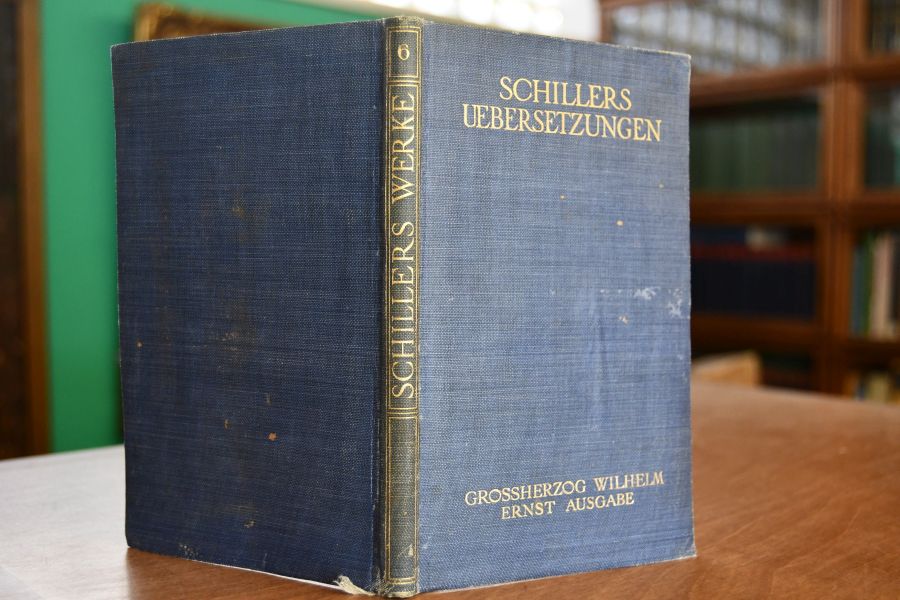 6
SCHILLERS WERKE
SCHILLERS
UEBERSETZUNGEN
GROSSHERZOG WILHELM
ERNST AUSGABE